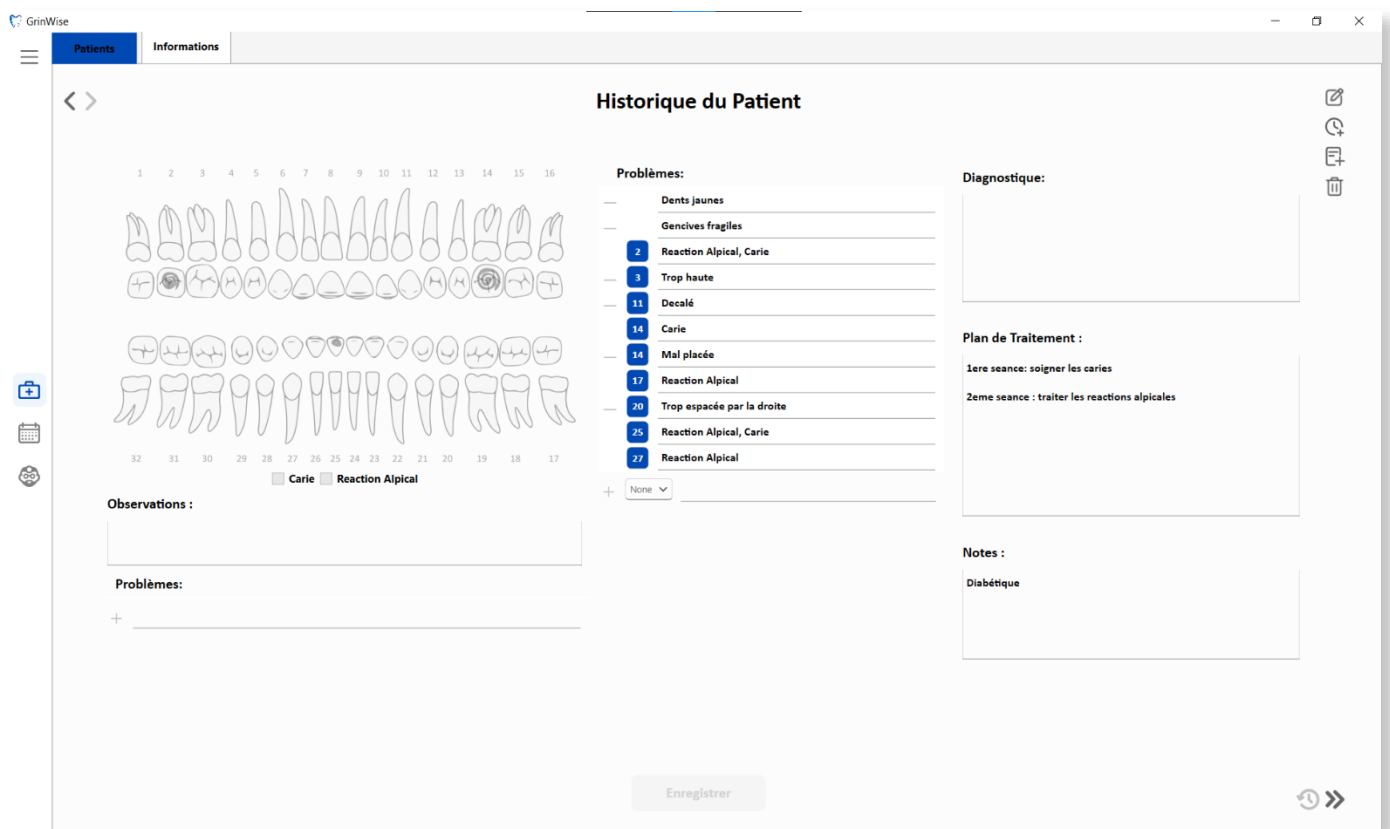 GrinWise
Patients
Informations
Historique du Patient
1 2 3 4 5 6 7 8 9 10 11 12 13 14 15 16
32 31 30 29 28 27 26 25 24 23 22 21 20 19 18 17
Carie
Reaction Alpical
Observations :
Problèmes:
Problèmes:
Dents jaunes
Gencives fragiles
2 Reaction Alpical, Carie
3 Trop haute
11 Decalé
14 Carie
14 Mal placée
17 Reaction Alpical
20 Trop espacée par la droite
25 Reaction Alpical, Carie
27 Reaction Alpical
None
Diagnostique:
Plan de Traitement :
1ere seance: soigner les caries
2eme seance : traiter les reactions alpicales
Notes :
Diabétique
Enregistrer